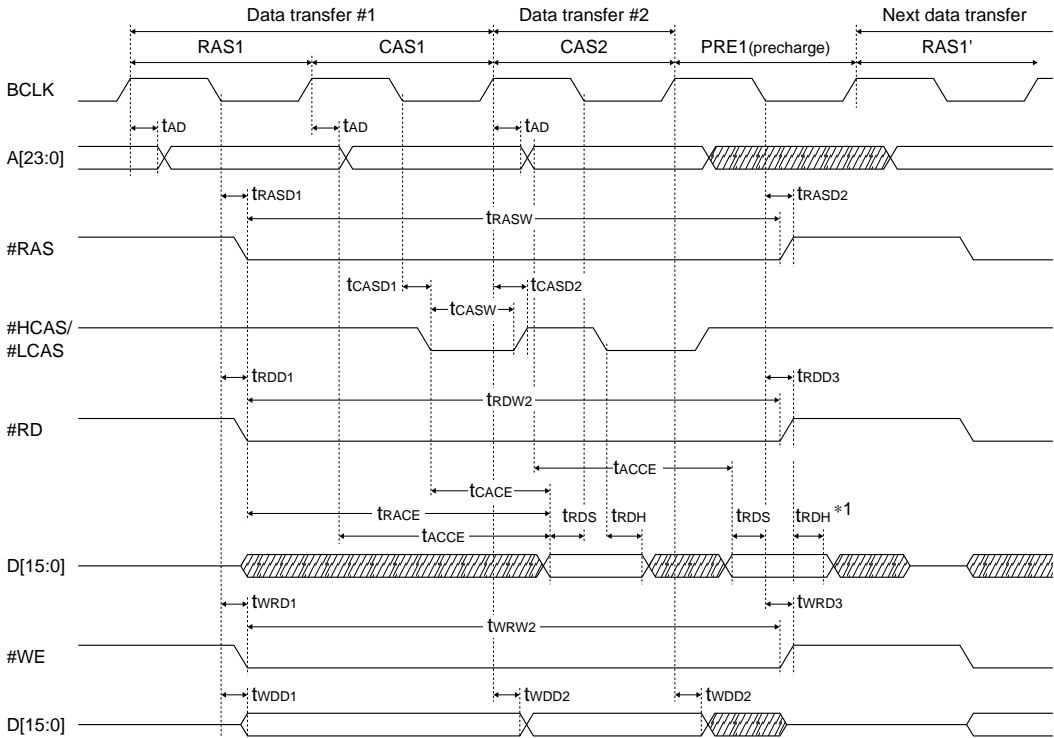 Data transfer #1 Data transfer #2 Next data transfer
RAS1 CAS1 CAS2 PRE1(precharge) RAS1'
BCLK
tAD tAD tAD
A[23:0]
tRASD1 tRASD2
tRASW
#RAS
tCASD1 tCASD2
tCASW
#HCAS/
#LCAS
tRDD1 tRDD3
tRDW2
#RD
tACCE
tCACE
tRACE tRDS tRDH tRDS tRDH *1
tACCE
D[15:0]
tWRD1 tWRD3
tWRW2
#WE
tWDD1 tWDD2 tWDD2
D[15:0]